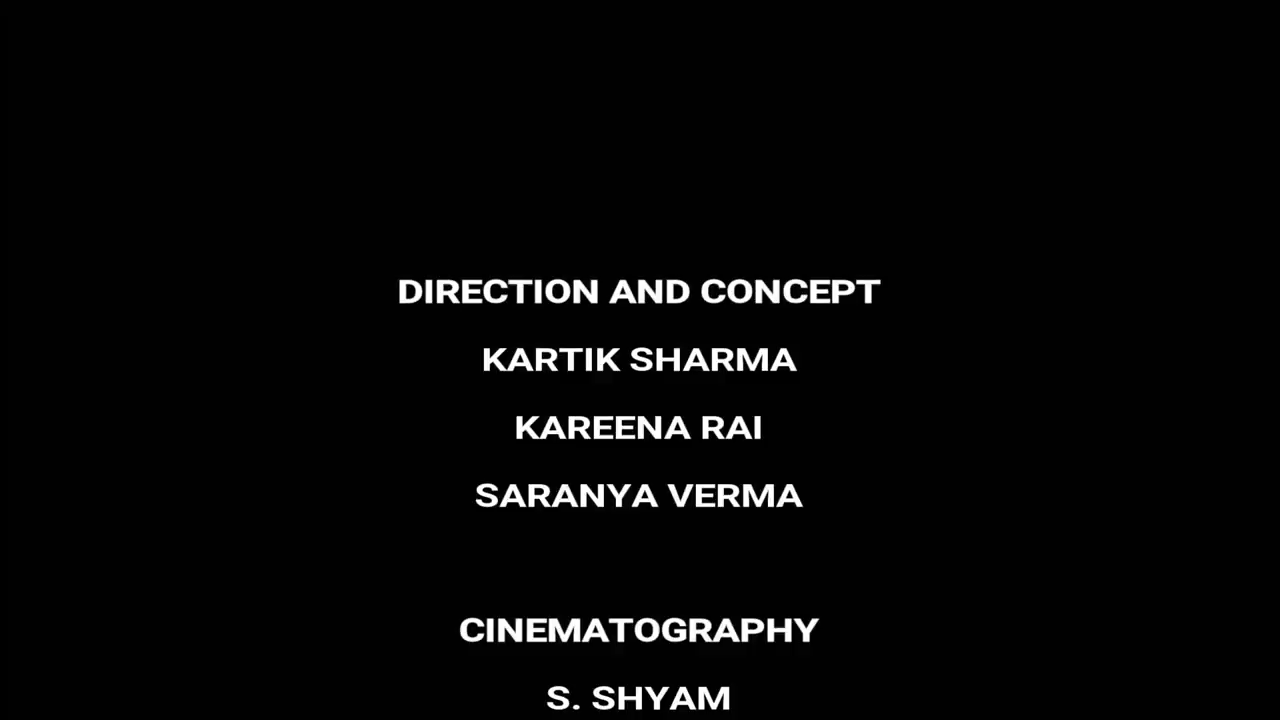 DIRECTION AND CONCEPT
KARTIK SHARMA
KAREENA RAI
SARANYA VERMA
CINEMATOGRAPHY
S. SHYAM